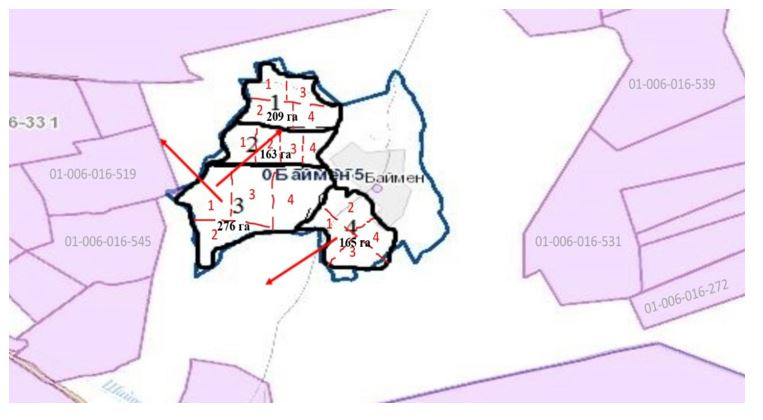 01-006-016-539
1 3
1
2 4
209 га
6-33 1
1 2 3 4
2
163 га
01-006-016-519
0 Баймен 5 Баймен
1 3 4
3
2
276 га
2
1 4 4
165 га
3
01-006-016-545
01-006-016-531
01-006-016-272